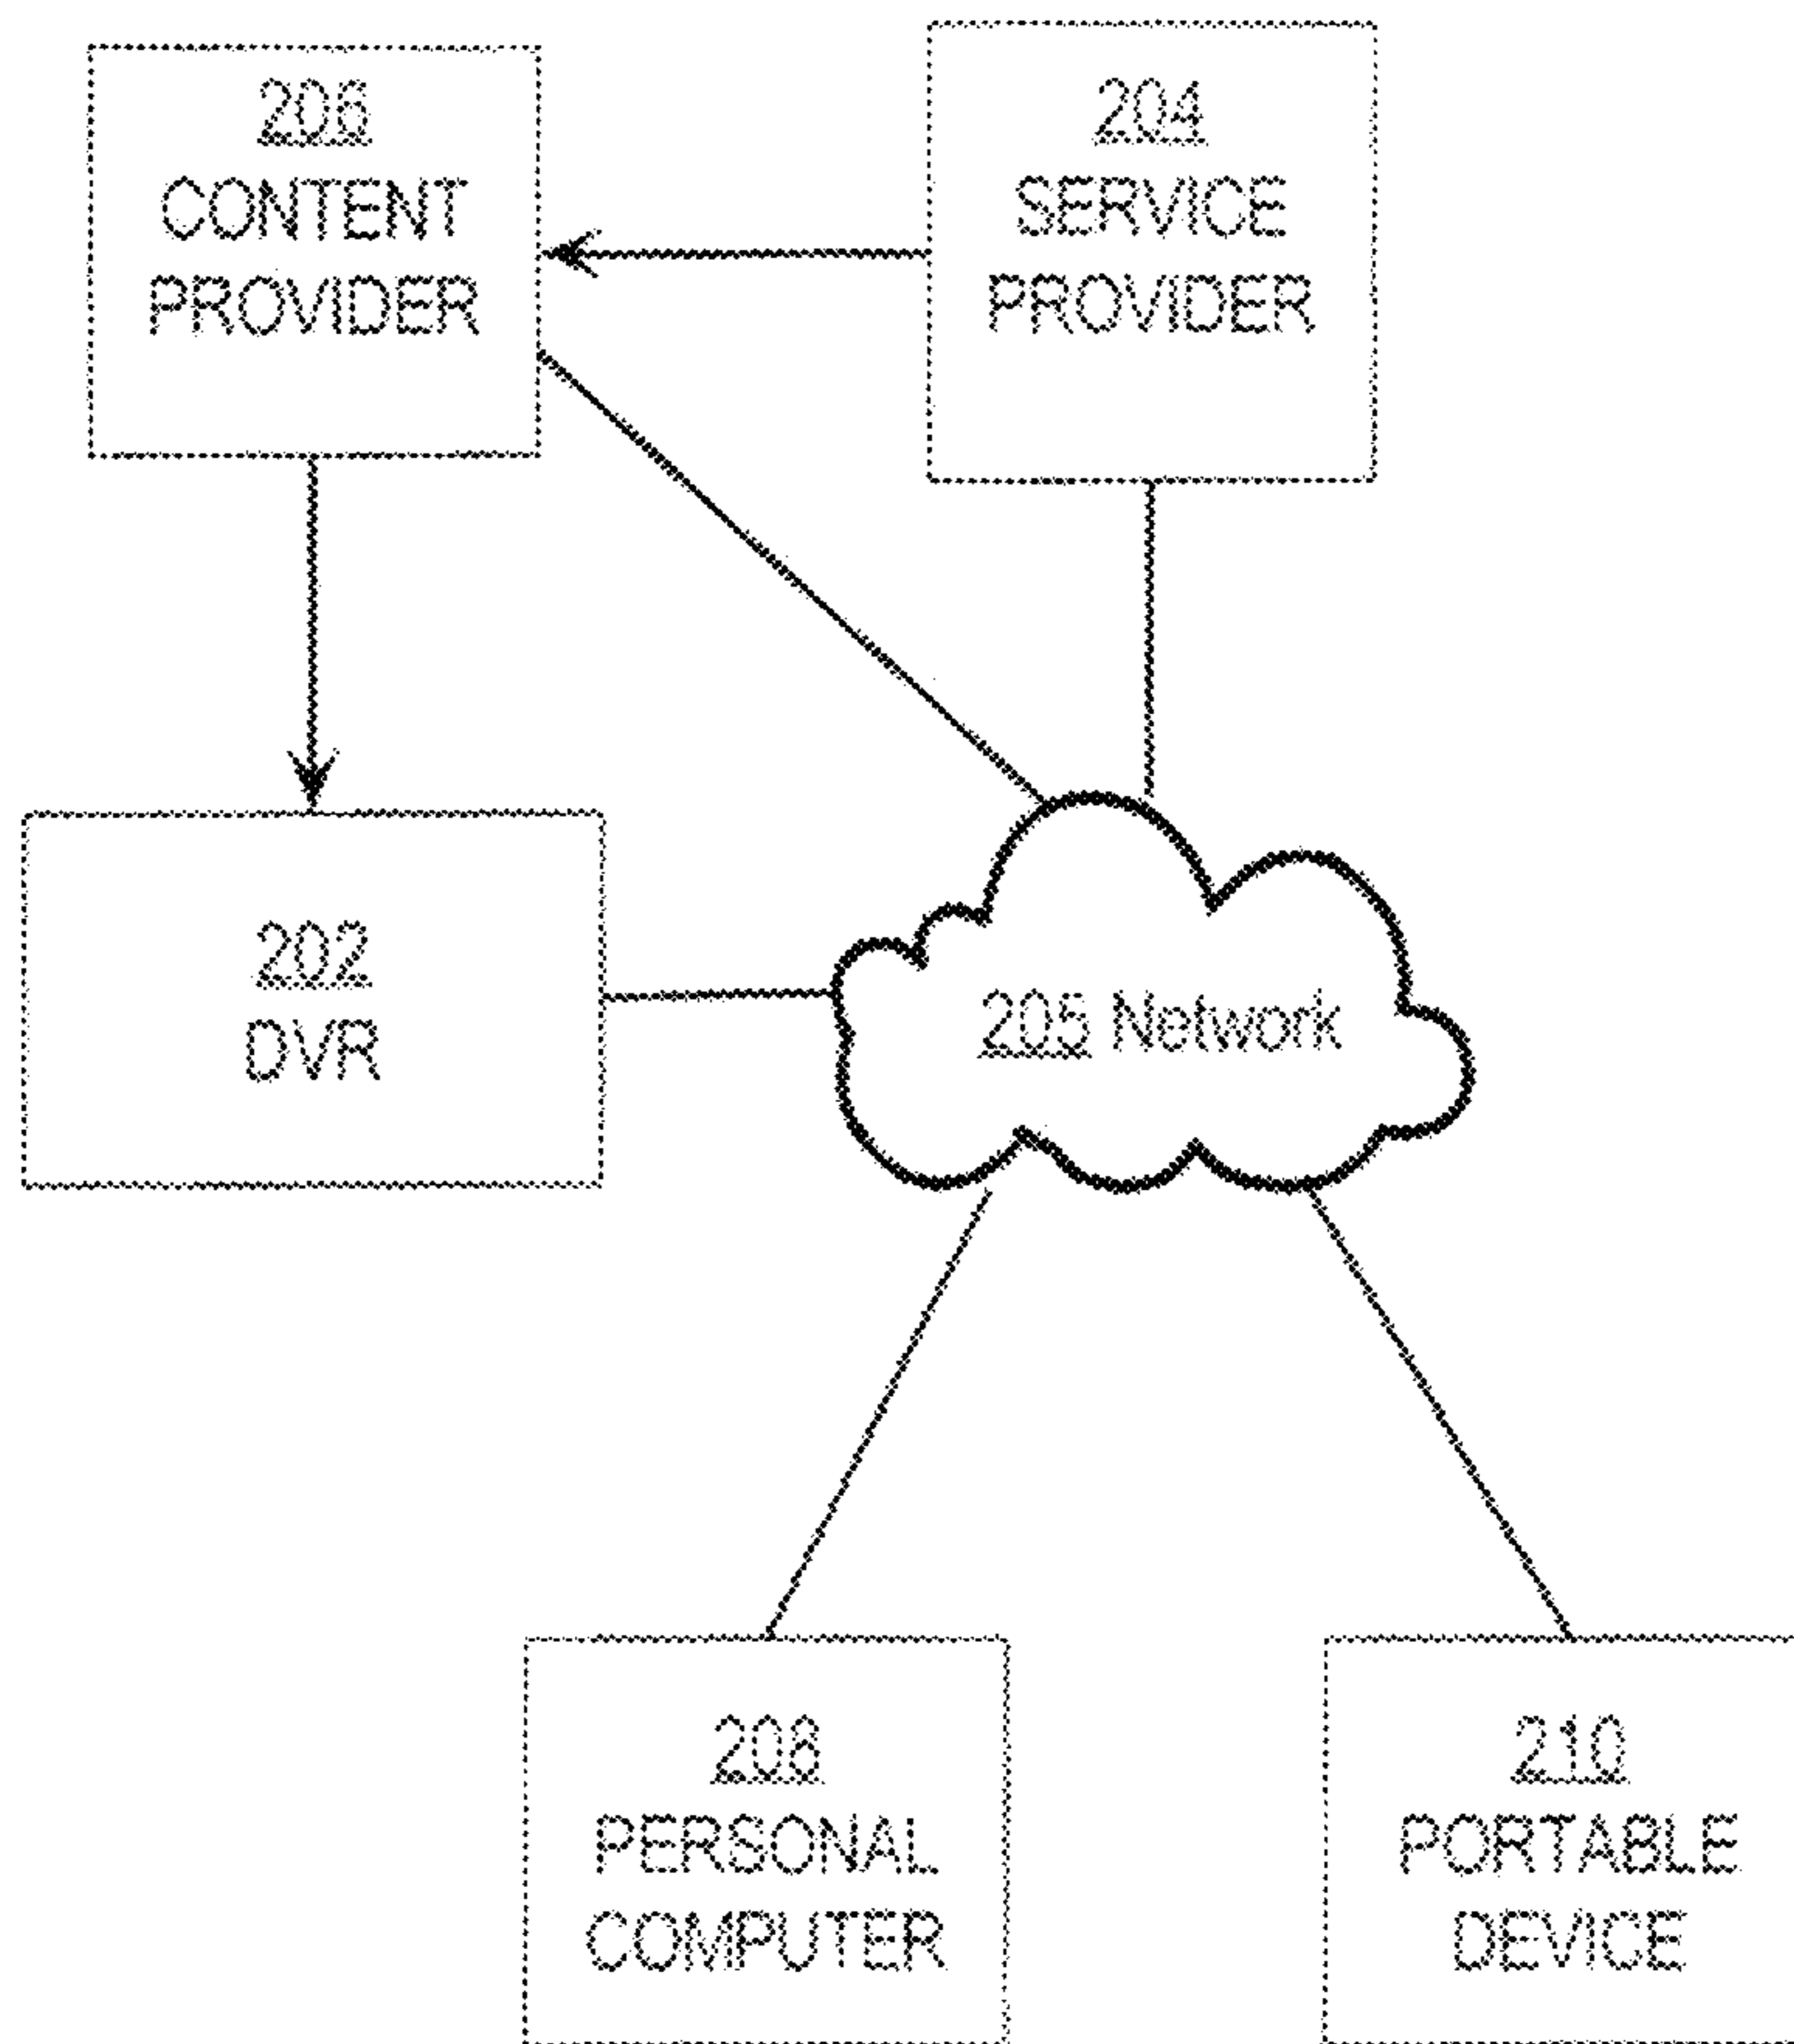 206
CONTENT
PROVIDER
204
SERVICE
PROVIDER
202
DVR
205 Network
208
PERSONAL
COMPUTER
210
PORTABLE
DEVICE